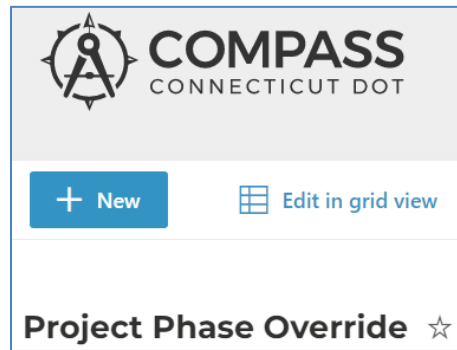 COMPASS
CONNECTICUT DOT
New
Edit in grid view
Project Phase Override